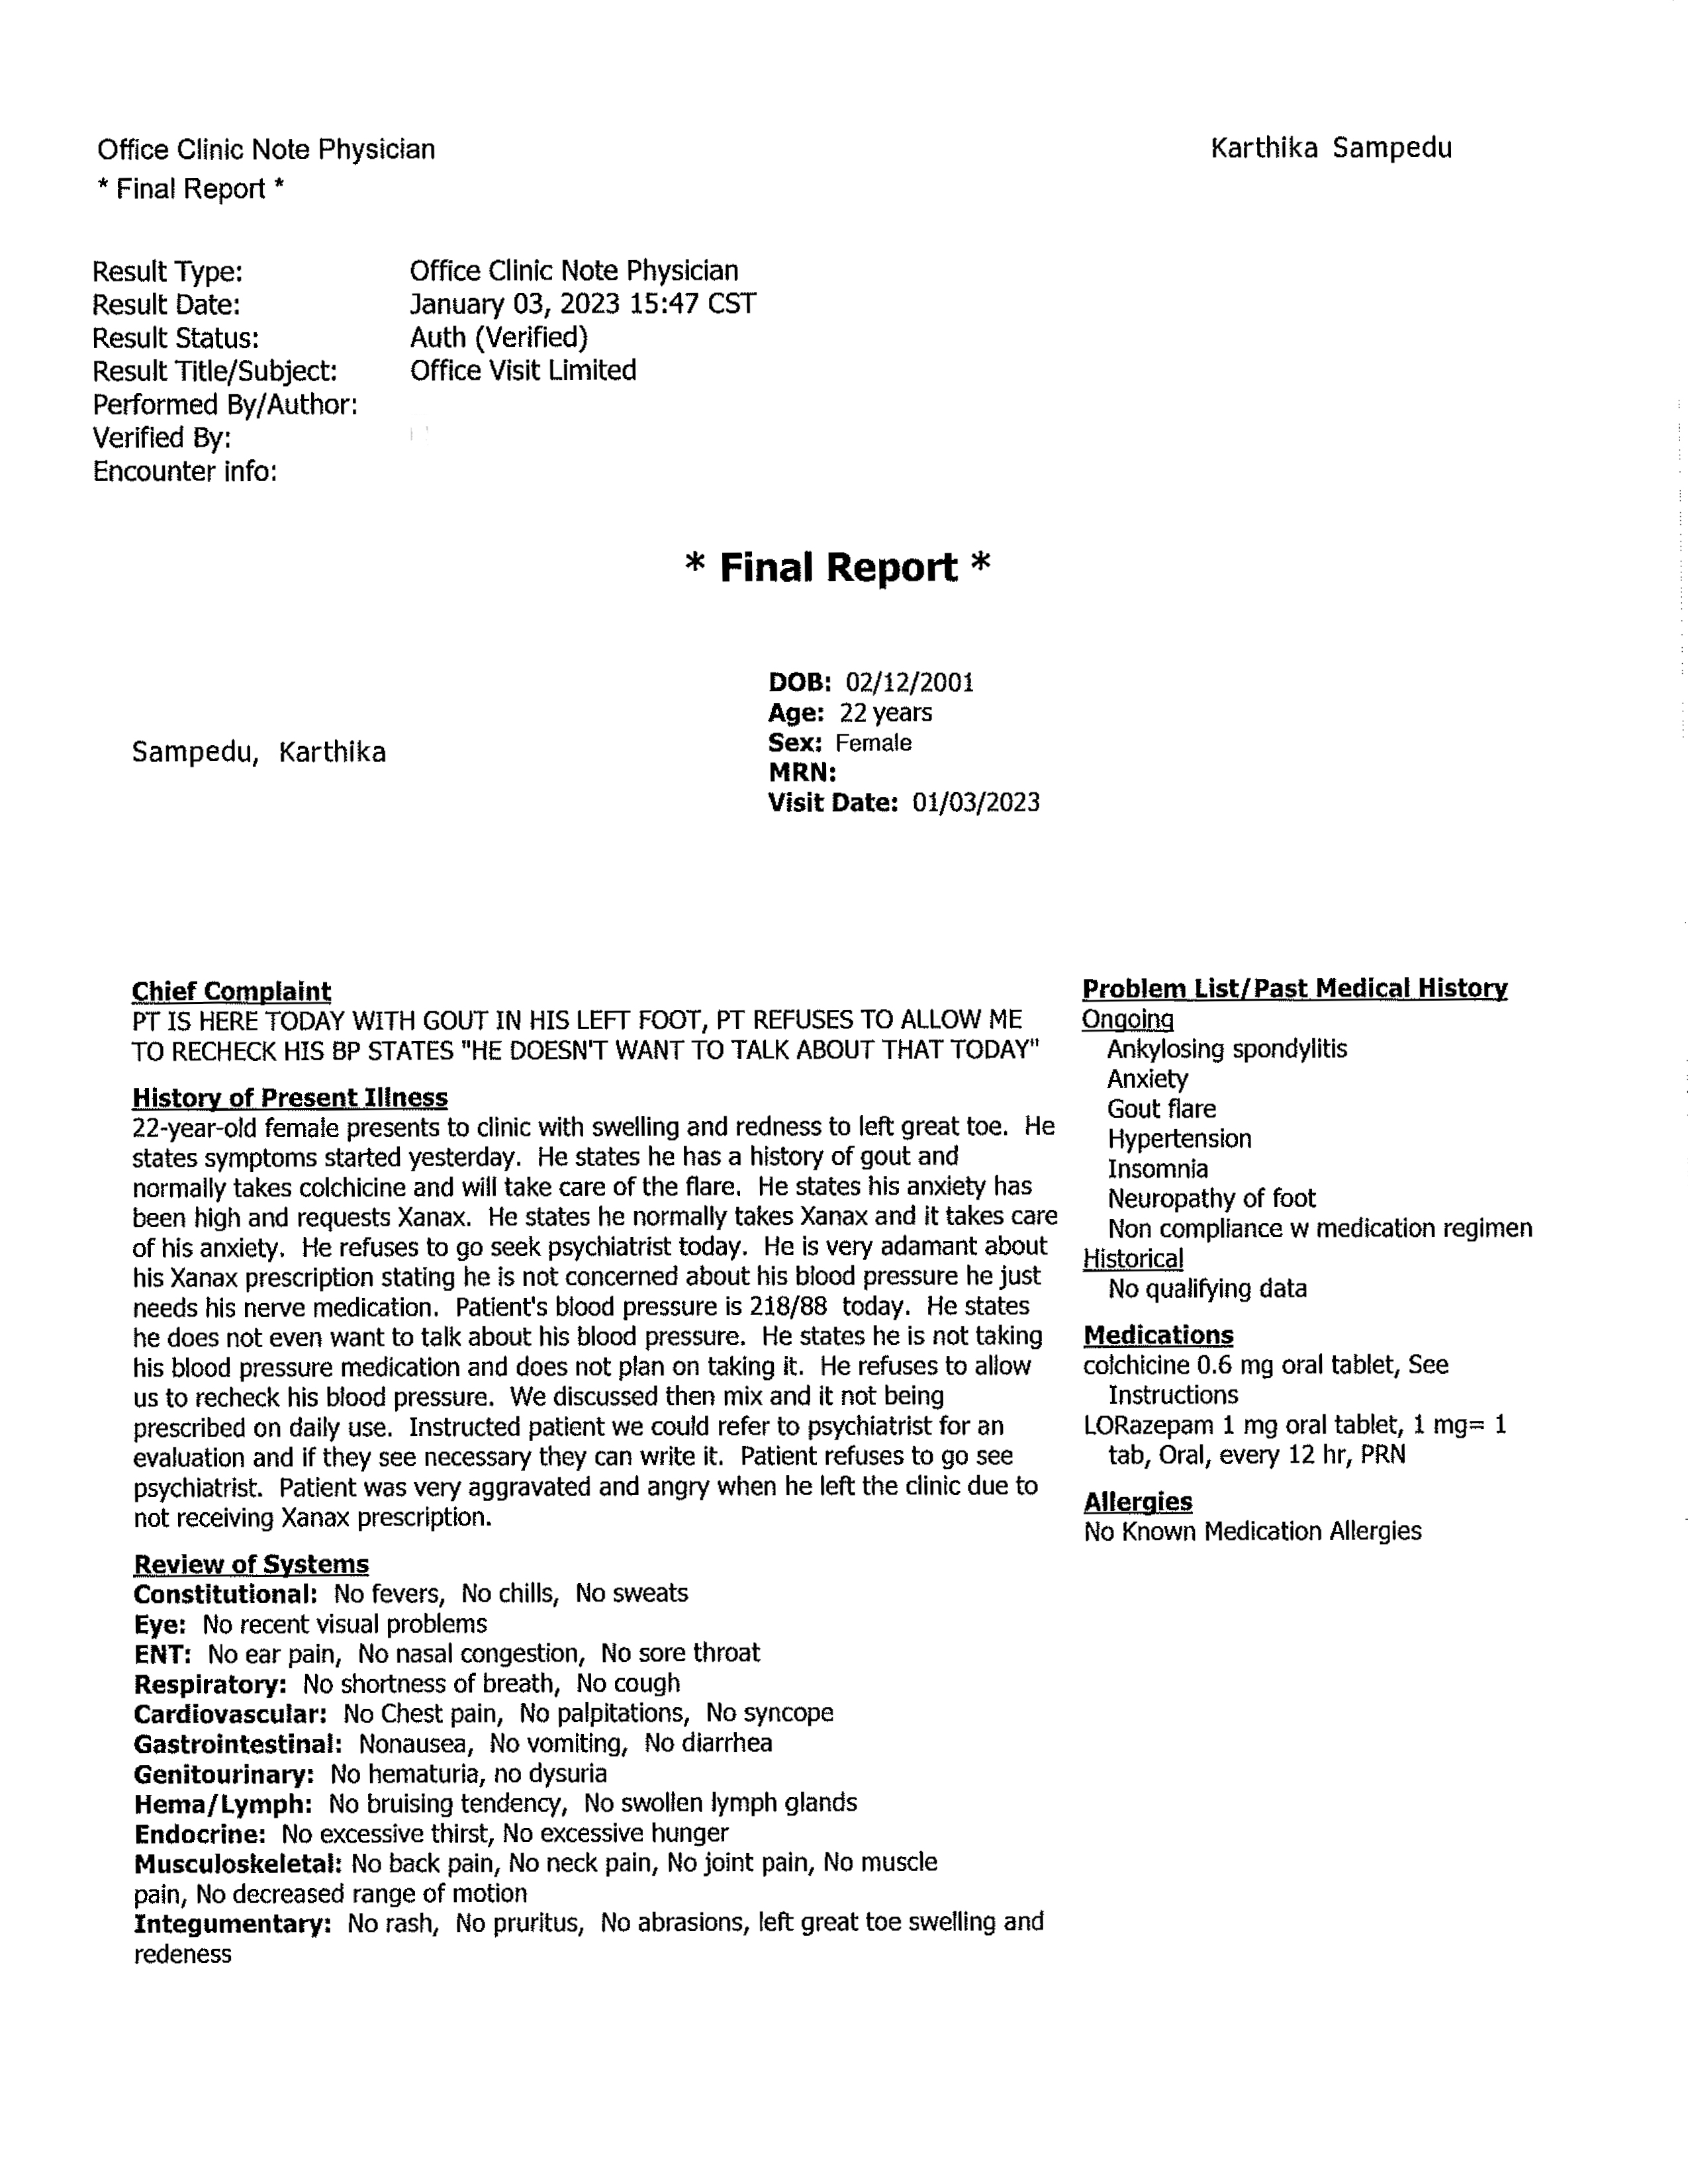 Office Clinic Note Physician
Karthika Sampedu
* Final Report *
Result Type: Office Clinic Note Physician
Result Date: January 03, 2023 15:47 CST
Result Status: Auth (Verified)
Result Title/Subject: Office Visit Limited
Performed By/Author:
Verified By:
Encounter info:
* Final Report *
DOB: 02/12/2001
Age: 22 years
Sex: Female
Sampedu, Karthika
MRN:
Visit Date: 01/03/2023
Chief Complaint
PT IS HERE TODAY WITH GOUT IN HIS LEFT FOOT, PT REFUSES TO ALLOW ME
TO RECHECK HIS BP STATES "HE DOESN'T WANT TO TALK ABOUT THAT TODAY"
History of Present Illness
22-year-old female presents to clinic with swelling and redness to left great toe. He
states symptoms started yesterday. He states he has a history of gout and
normally takes colchicine and will take care of the flare. He states his anxiety has
been high and requests Xanax. He states he normally takes Xanax and it takes care
of his anxiety. He refuses to go seek psychiatrist today. He is very adamant about
his Xanax prescription stating he is not concerned about his blood pressure he just
needs his nerve medication. Patient's blood pressure is 218/88 today. He states
he does not even want to talk about his blood pressure. He states he is not taking
his blood pressure medication and does not plan on taking it. He refuses to allow
us to recheck his blood pressure. We discussed then mix and it not being
prescribed on daily use. Instructed patient we could refer to psychiatrist for an
evaluation and if they see necessary they can write it. Patient refuses to go see
psychiatrist. Patient was very aggravated and angry when he left the clinic due to
not receiving Xanax prescription.
Review of Systems
Constitutional: No fevers, No chills, No sweats
Eye: No recent visual problems
ENT: No ear pain, No nasal congestion, No sore throat
Respiratory: No shortness of breath, No cough
Cardiovascular: No Chest pain, No palpitations, No syncope
Gastrointestinal: Nonausea, No vomiting, No diarrhea
Genitourinary: No hematuria, no dysuria
Hema/Lymph: No bruising tendency, No swollen lymph glands
Endocrine: No excessive thirst, No excessive hunger
Musculoskeletal: No back pain, No neck pain, No joint pain, No muscle
pain, No decreased range of motion
Integumentary: No rash, No pruritus, No abrasions, left great toe swelling and
redeness
Problem List/Past Medical History
Ongoing
Ankylosing spondylitis
Anxiety
Gout flare
Hypertension
Insomnia
Neuropathy of foot
Non compliance w medication regimen
Historical
No qualifying data
Medications
colchicine 0.6 mg oral tablet, See
Instructions
LORazepam 1 mg oral tablet, 1 mg= 1
tab, Oral, every 12 hr, PRN
Allergies
No Known Medication Allergies